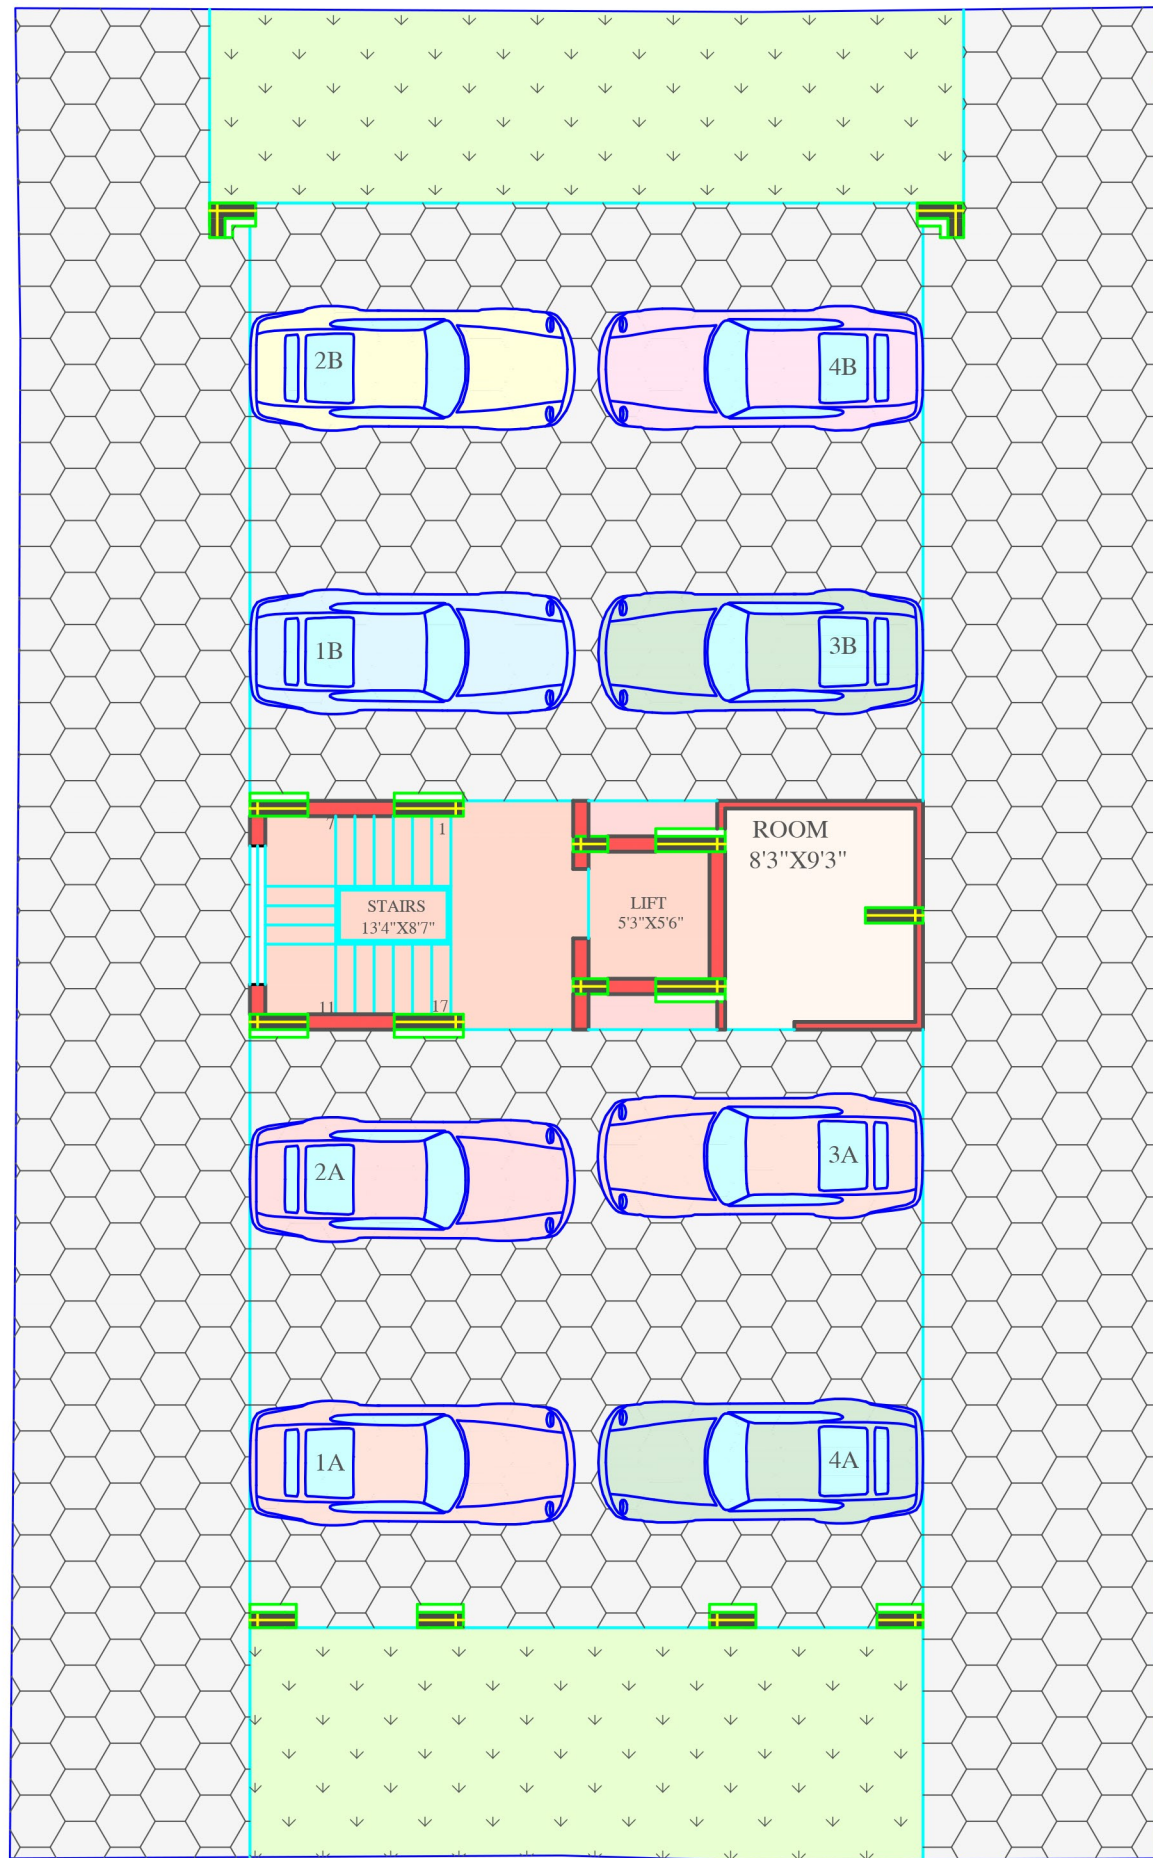 2B
4B
1B
3B
7
1
ROOM
8'3"X9'3"
STAIRS
13'4"X8'7"
LIFT
5'3"X5'6"
11
17
2A
3A
1A
4A